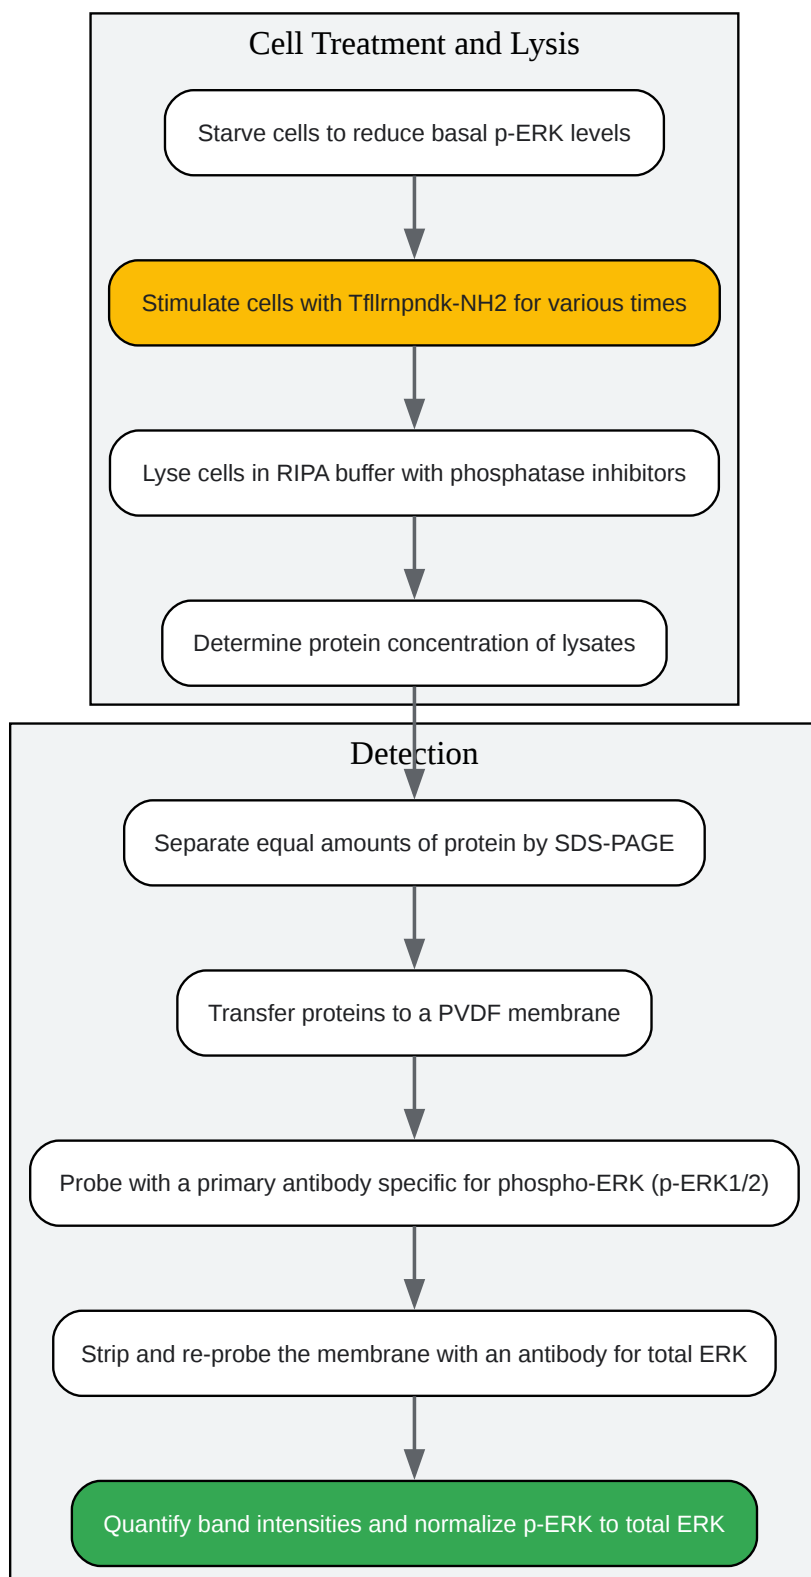 Cell Treatment and Lysis
Starve cells to reduce basal p-ERK levels
Stimulate cells with Tfllrnpndk-NH2 for various times
Lyse cells in RIPA buffer with phosphatase inhibitors
Determine protein concentration of lysates
Detection
Separate equal amounts of protein by SDS-PAGE
Transfer proteins to a PVDF membrane
Probe with a primary antibody specific for phospho-ERK (p-ERK1/2)
Strip and re-probe the membrane with an antibody for total ERK
Quantify band intensities and normalize p-ERK to total ERK